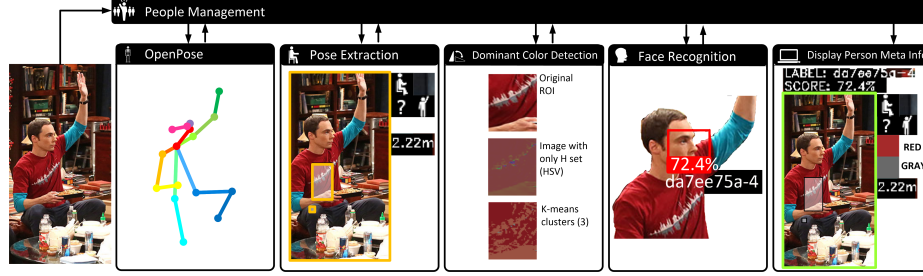 People Management
OpenPose
Pose Extraction
Dominant Color Detection
Face Recognition
Display Person Meta Info
?
2.22m
Original
ROI
Image with
only H set
(HSV)
K-means
clusters (3)
72.4%
da7ee75a-4
LABEL: da7ee75a-4
SCORE: 72.4%
?
RED
GRAY
2.22m